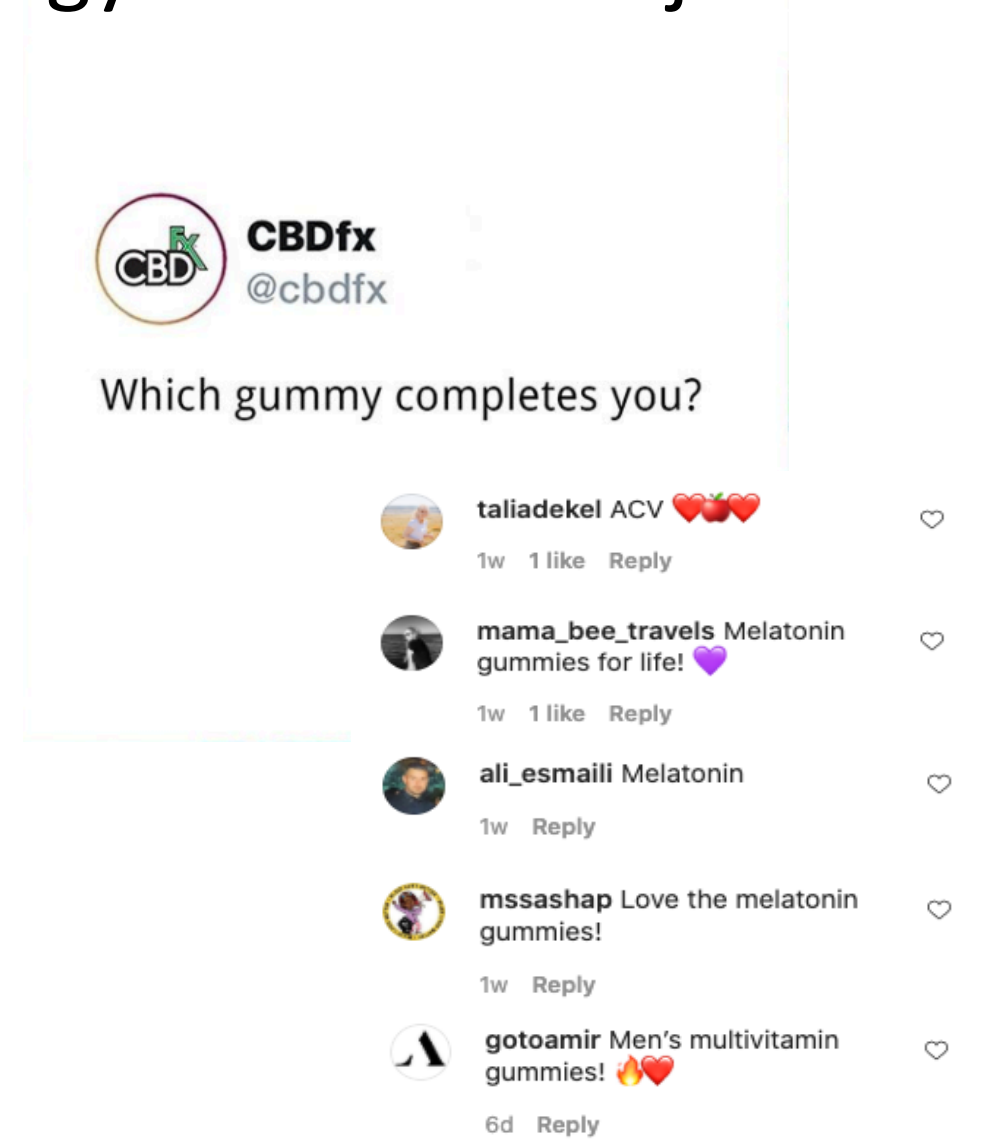 CBD fx
CBDfx
@cbdfx
Which gummy completes you?
taliadekel ACV ❤️🍎❤️
1w 1 like Reply
mama_bee_travels Melatonin
gummies for life! 💜
1w 1 like Reply
ali_esmaili Melatonin
1w Reply
mssashap Love the melatonin
gummies!
1w Reply
gotoamir Men's multivitamin
gummies! 🔥❤️
6d Reply